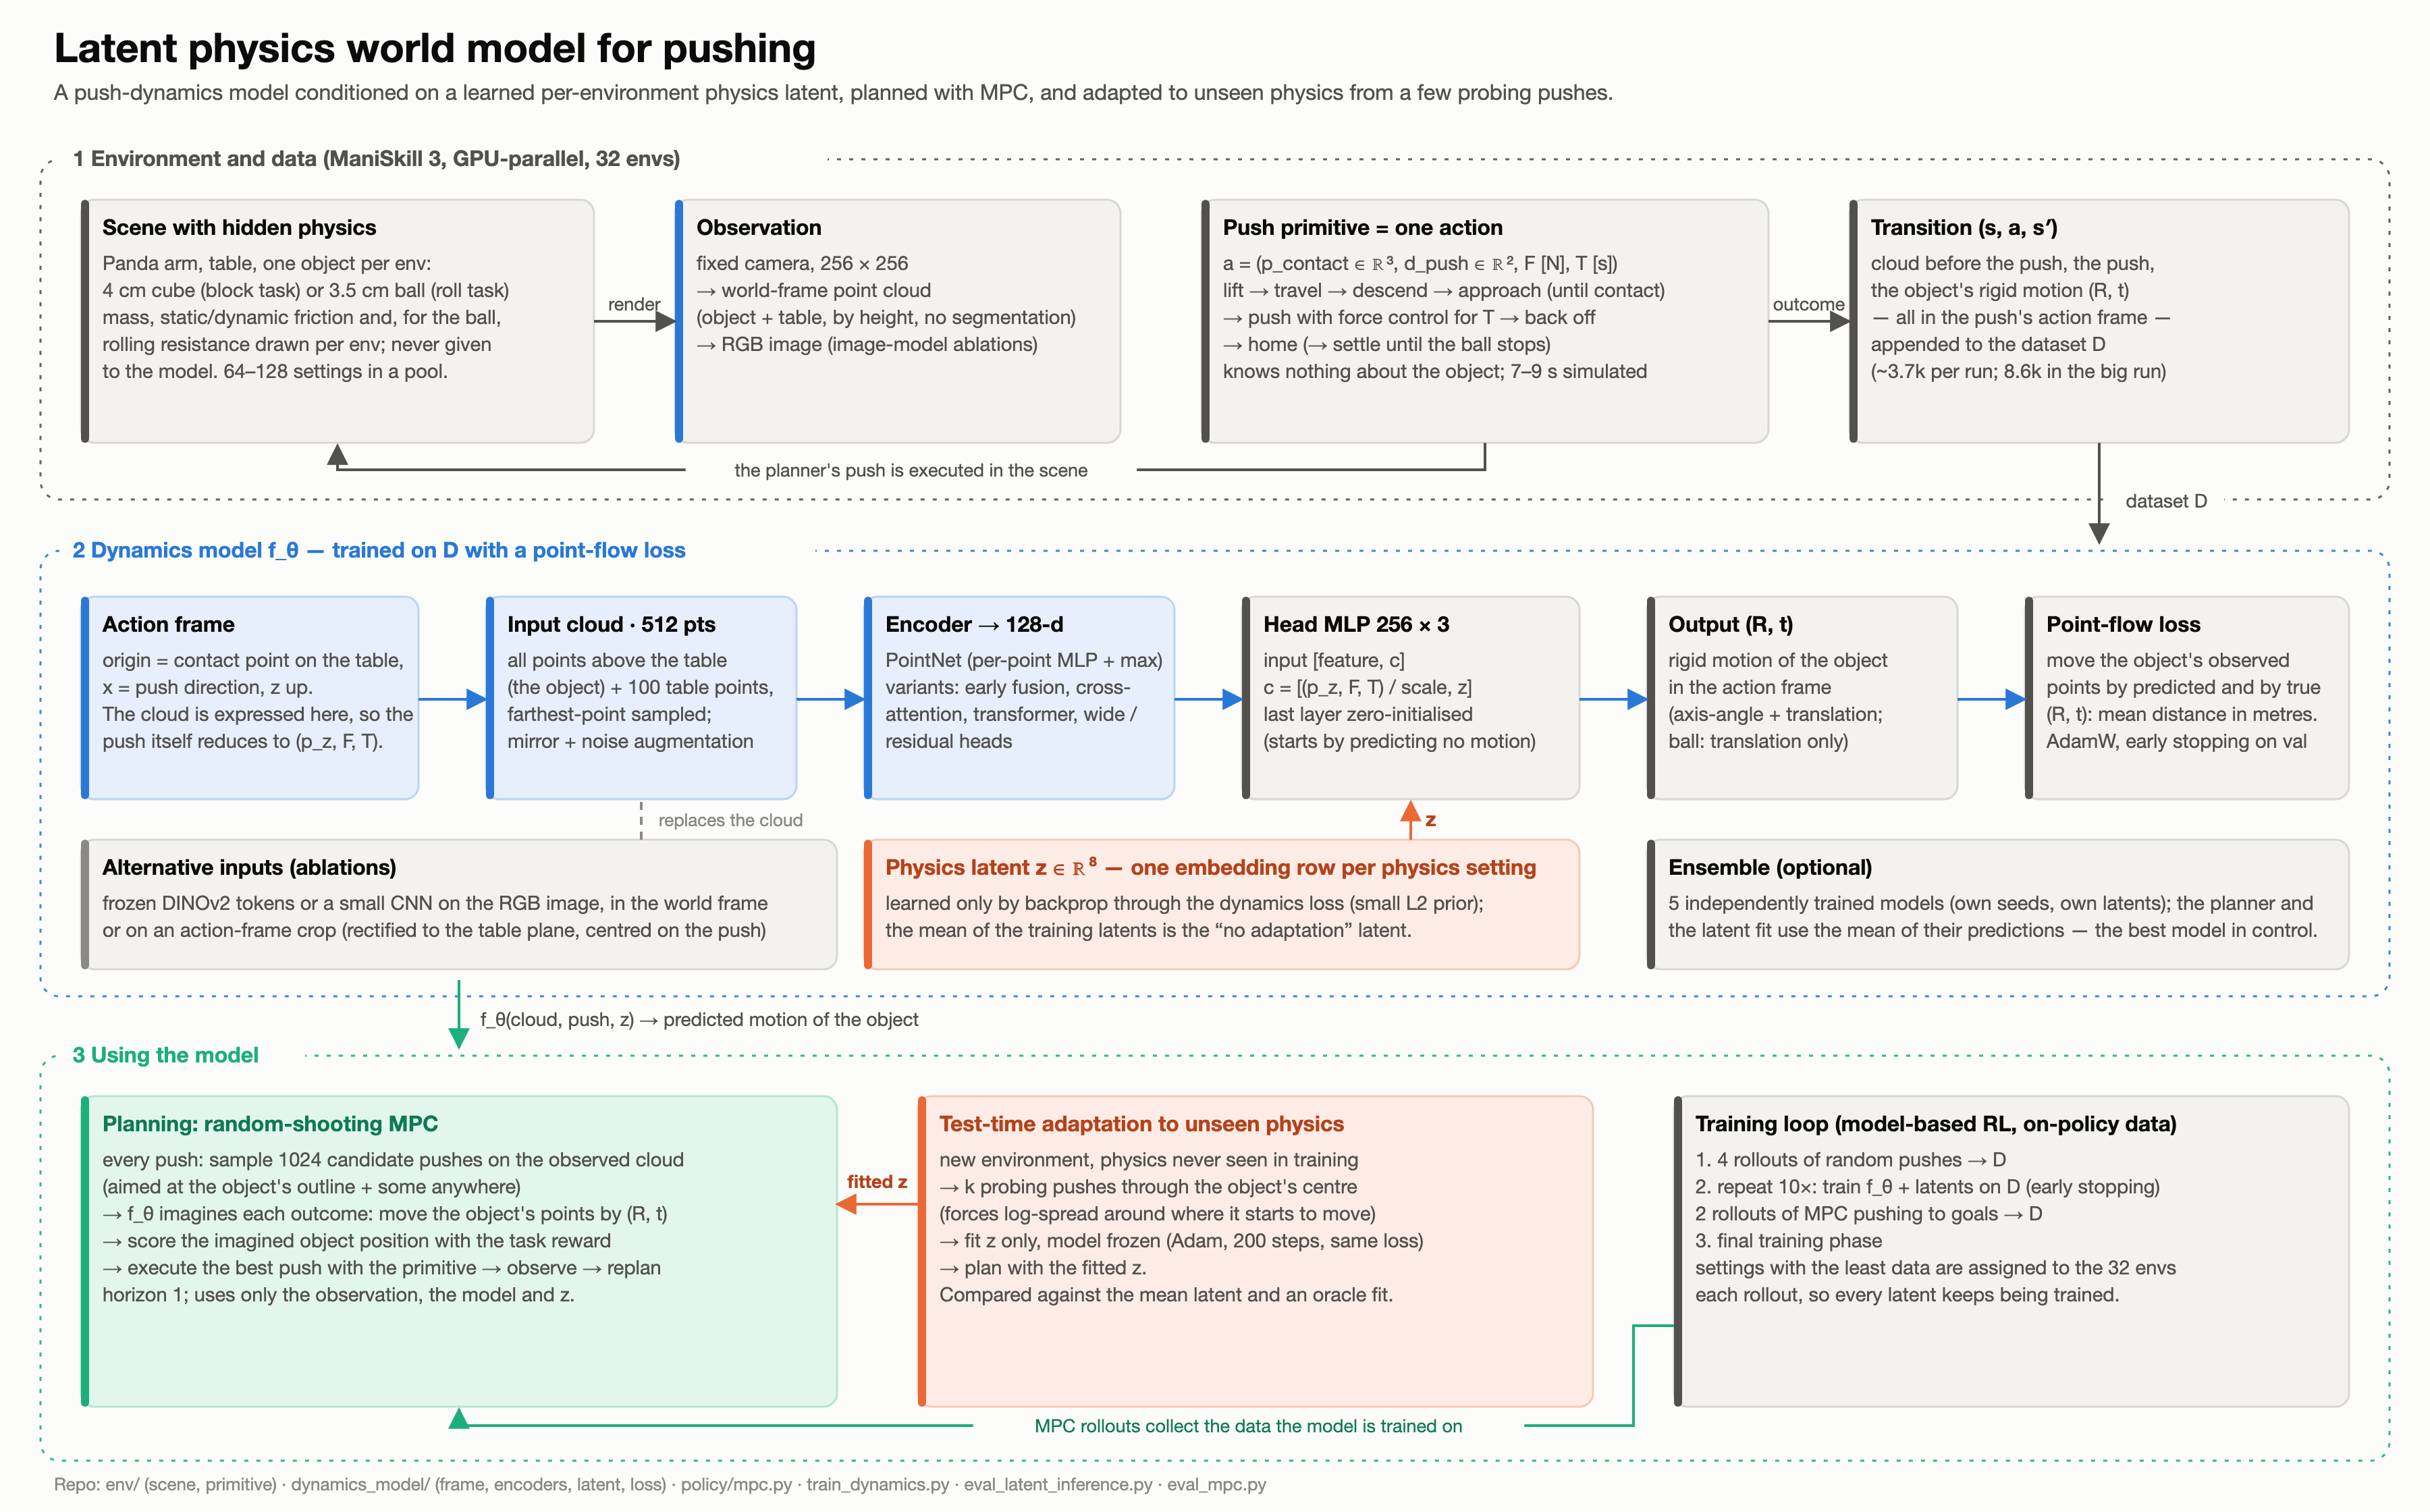 Latent physics world model for pushing
A push-dynamics model conditioned on a learned per-environment physics latent, planned with MPC, and adapted to unseen physics from a few probing pushes.
1 Environment and data (ManiSkill 3, GPU-parallel, 32 envs)
Scene with hidden physics
Panda arm, table, one object per env:
4 cm cube (block task) or 3.5 cm ball (roll task)
mass, static/dynamic friction and, for the ball,
rolling resistance drawn per env; never given
to the model. 64–128 settings in a pool.
render
Observation
fixed camera, 256 × 256
→ world-frame point cloud
(object + table, by height, no segmentation)
→ RGB image (image-model ablations)
Push primitive = one action
a = (p_contact ∈ ℝ³, d_push ∈ ℝ², F [N], T [s])
lift → travel → descend → approach (until contact)
→ push with force control for T → back off
→ home (→ settle until the ball stops)
knows nothing about the object; 7–9 s simulated
outcome
Transition (s, a, s′)
cloud before the push, the push,
the object's rigid motion (R, t)
— all in the push's action frame —
appended to the dataset D
(~3.7k per run; 8.6k in the big run)
the planner's push is executed in the scene
dataset D
2 Dynamics model f_θ — trained on D with a point-flow loss
Action frame
origin = contact point on the table,
x = push direction, z up.
The cloud is expressed here, so the
push itself reduces to (p_z, F, T).
Input cloud · 512 pts
all points above the table
(the object) + 100 table points,
farthest-point sampled;
mirror + noise augmentation
Encoder → 128-d
PointNet (per-point MLP + max)
variants: early fusion, cross-
attention, transformer, wide /
residual heads
Head MLP 256 × 3
input [feature, c]
c = [(p_z, F, T) / scale, z]
last layer zero-initialised
(starts by predicting no motion)
Output (R, t)
rigid motion of the object
in the action frame
(axis-angle + translation;
ball: translation only)
Point-flow loss
move the object's observed
points by predicted and by true
(R, t): mean distance in metres.
AdamW, early stopping on val
replaces the cloud
z
Alternative inputs (ablations)
frozen DINOv2 tokens or a small CNN on the RGB image, in the world frame
or on an action-frame crop (rectified to the table plane, centred on the push)
Physics latent z ∈ ℝ⁸ — one embedding row per physics setting
learned only by backprop through the dynamics loss (small L2 prior);
the mean of the training latents is the “no adaptation” latent.
Ensemble (optional)
5 independently trained models (own seeds, own latents); the planner and
the latent fit use the mean of their predictions — the best model in control.
f_θ(cloud, push, z) → predicted motion of the object
3 Using the model
Planning: random-shooting MPC
every push: sample 1024 candidate pushes on the observed cloud
(aimed at the object's outline + some anywhere)
→ f_θ imagines each outcome: move the object's points by (R, t)
→ score the imagined object position with the task reward
→ execute the best push with the primitive → observe → replan
horizon 1; uses only the observation, the model and z.
fitted z
Test-time adaptation to unseen physics
new environment, physics never seen in training
→ k probing pushes through the object's centre
(forces log-spread around where it starts to move)
→ fit z only, model frozen (Adam, 200 steps, same loss)
→ plan with the fitted z.
Compared against the mean latent and an oracle fit.
Training loop (model-based RL, on-policy data)
1. 4 rollouts of random pushes → D
2. repeat 10×: train f_θ + latents on D (early stopping)
2 rollouts of MPC pushing to goals → D
3. final training phase
settings with the least data are assigned to the 32 envs
each rollout, so every latent keeps being trained.
MPC rollouts collect the data the model is trained on
Repo: env/ (scene, primitive) · dynamics_model/ (frame, encoders, latent, loss) · policy/mpc.py · train_dynamics.py · eval_latent_inference.py · eval_mpc.py